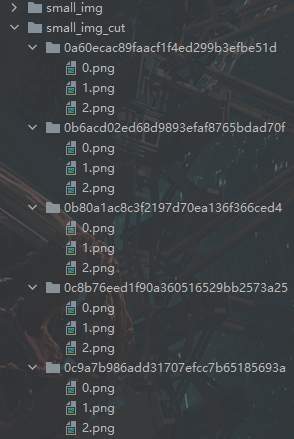 small_img
small_img_cut
0a60ecac89faacf1f4ed299b3efbe51d
0.png
1.png
2.png
0b6acd02ed68d9893efaf8765bdad70f
0.png
1.png
2.png
0b80a1ac8c3f2197d70ea136f366ced4
0.png
1.png
2.png
0c8b76eed1f90a360516529bb2573a25
0.png
1.png
2.png
0c9a7b986add31707efcc7b65185693a
0.png
1.png
2.png